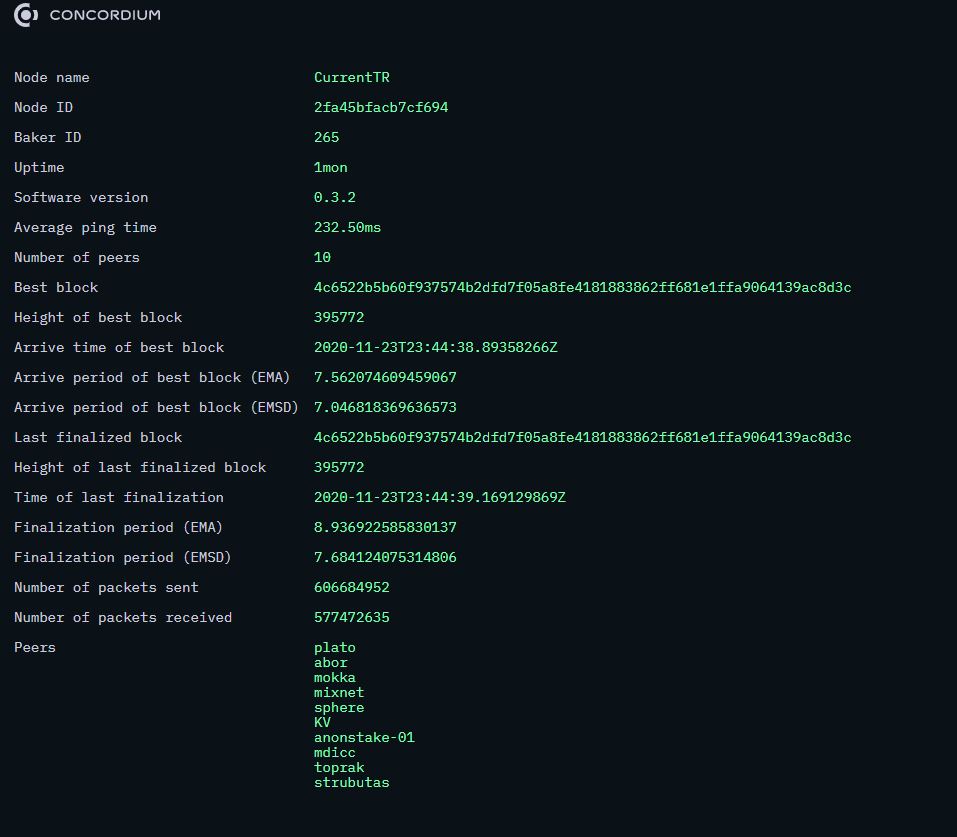 CONCORDIUM
Node name CurrentTR
Node ID 2fa45bfacb7cf694
Baker ID 265
Uptime 1mon
Software version 0.3.2
Average ping time 232.50ms
Number of peers 10
Best block 4c6522b5b60f937574b2dfd7f05a8fe4181883862ff681e1ffa9064139ac8d3c
Height of best block 395772
Arrive time of best block 2020-11-23T23:44:38.89358266Z
Arrive period of best block (EMA) 7.562074609459067
Arrive period of best block (EMSD) 7.046818369636573
Last finalized block 4c6522b5b60f937574b2dfd7f05a8fe4181883862ff681e1ffa9064139ac8d3c
Height of last finalized block 395772
Time of last finalization 2020-11-23T23:44:39.169129869Z
Finalization period (EMA) 8.936922585830137
Finalization period (EMSD) 7.684124075314806
Number of packets sent 606684952
Number of packets received 577472635
Peers plato
abor
mokka
mixnet
sphere
KV
anonstake-01
mdicc
toprak
strubutas